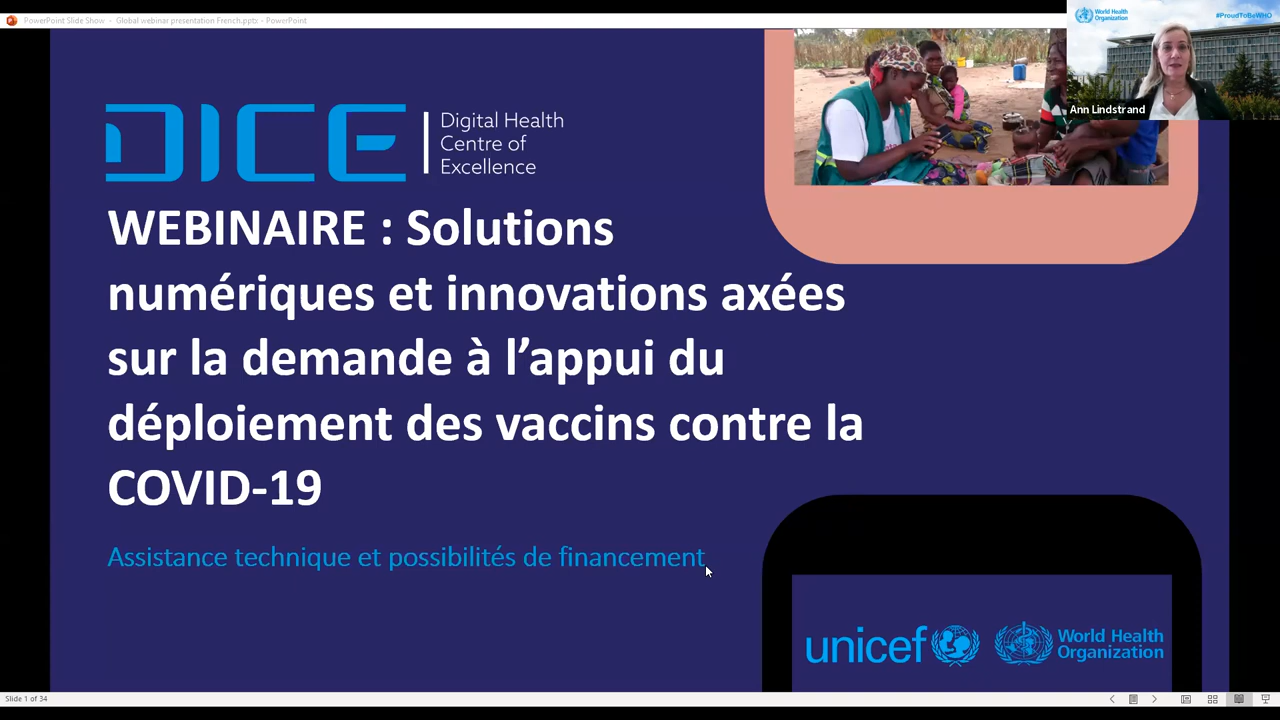 PowerPoint Slide Show - Global webinar presentation French.pptx - PowerPoint
World Health
Organization
#ProudToBeWHO
Ann Lindstrand
DICE
Digital Health
Centre of
Excellence
WEBINAIRE : Solutions
numériques et innovations axées
sur la demande à l’appui du
déploiement des vaccins contre la
COVID-19
Assistance technique et possibilités de financement
unicef
World Health
Organization
Slide 1 of 34